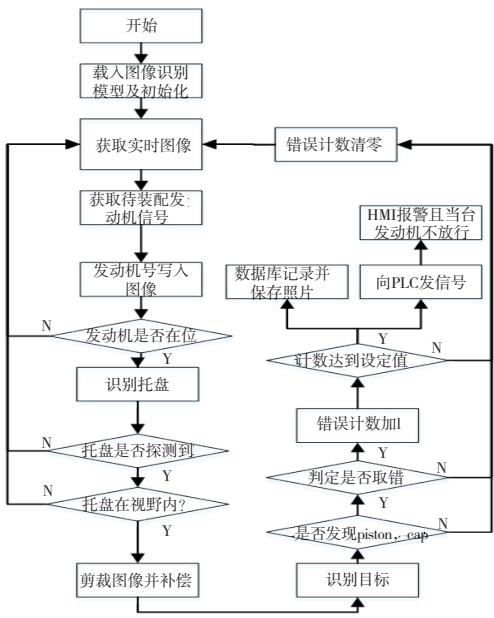 开始
载入图像识别
模型及初始化
获取实时图像
错误计数清零
获取待装配发:
动机信号
HMI报警且当台
发动机不放行
发动机号写入
图像
数据库记录并
保存照片
向PLC发信号
N
发动机是否在位
Y
Y
计数达到设定值
N
识别托盘
错误计数加1
N
托盘是否探测到
Y
Y
判定是否取错
N
N
托盘在视野内?
Y
Y
是否发现piston, cap
N
剪裁图像并补偿
识别目标